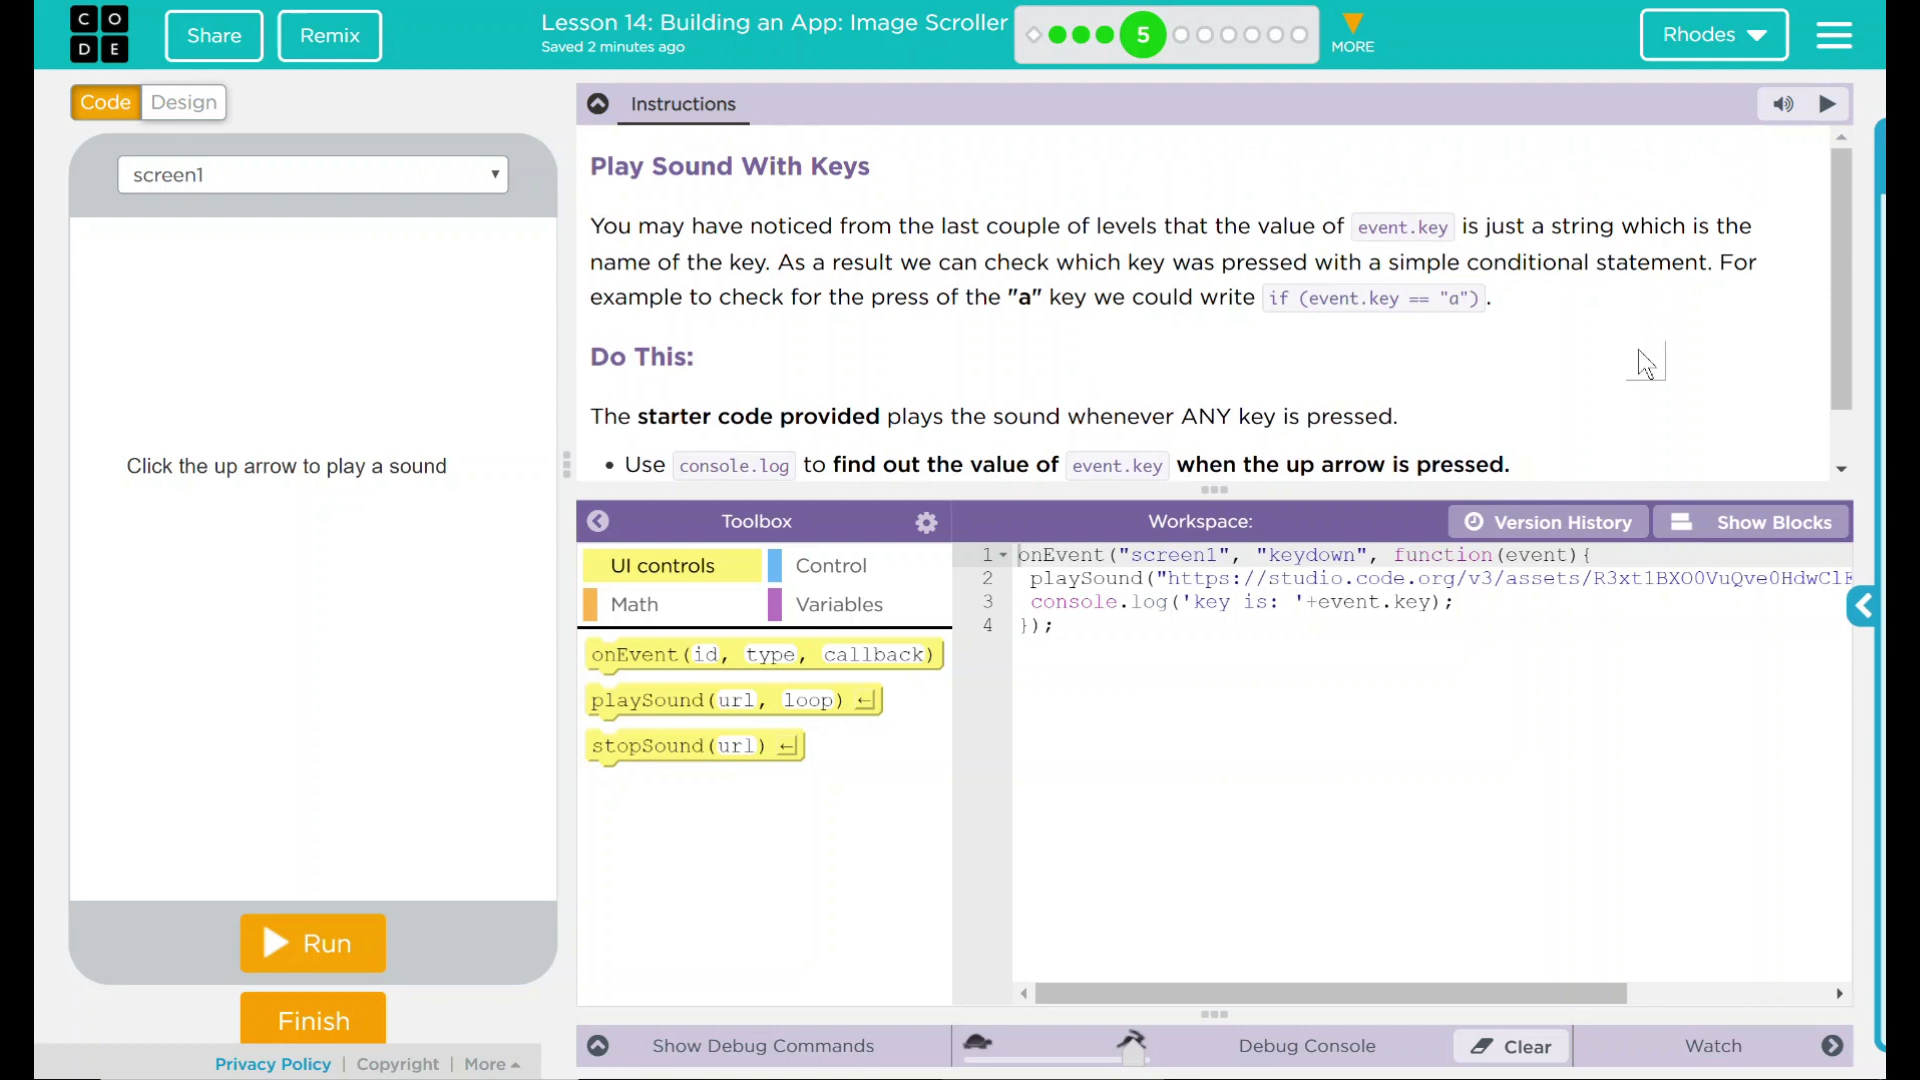 CODE
Share
Remix
Lesson 14: Building an App: Image Scroller
Saved 2 minutes ago
5
MORE
Rhodes
Code
Design
screen1
Click the up arrow to play a sound
Run
Finish
Privacy Policy | Copyright | More
Instructions
Play Sound With Keys
You may have noticed from the last couple of levels that the value of event.key is just a string which is the
name of the key. As a result we can check which key was pressed with a simple conditional statement. For
example to check for the press of the "a" key we could write if (event.key == "a").
Do This:
The starter code provided plays the sound whenever ANY key is pressed.
• Use console.log to find out the value of event.key when the up arrow is pressed.
Toolbox
Workspace:
Version History
Show Blocks
UI controls
Control
Math
Variables
onEvent(id, type, callback)
playSound(url, loop)
stopSound(url)
1 onEvent("screen1", "keydown", function(event){
2 playSound("https://studio.code.org/v3/assets/
3 console.log('key is: '+event.key);
4 });
Show Debug Commands
Debug Console
Clear
Watch